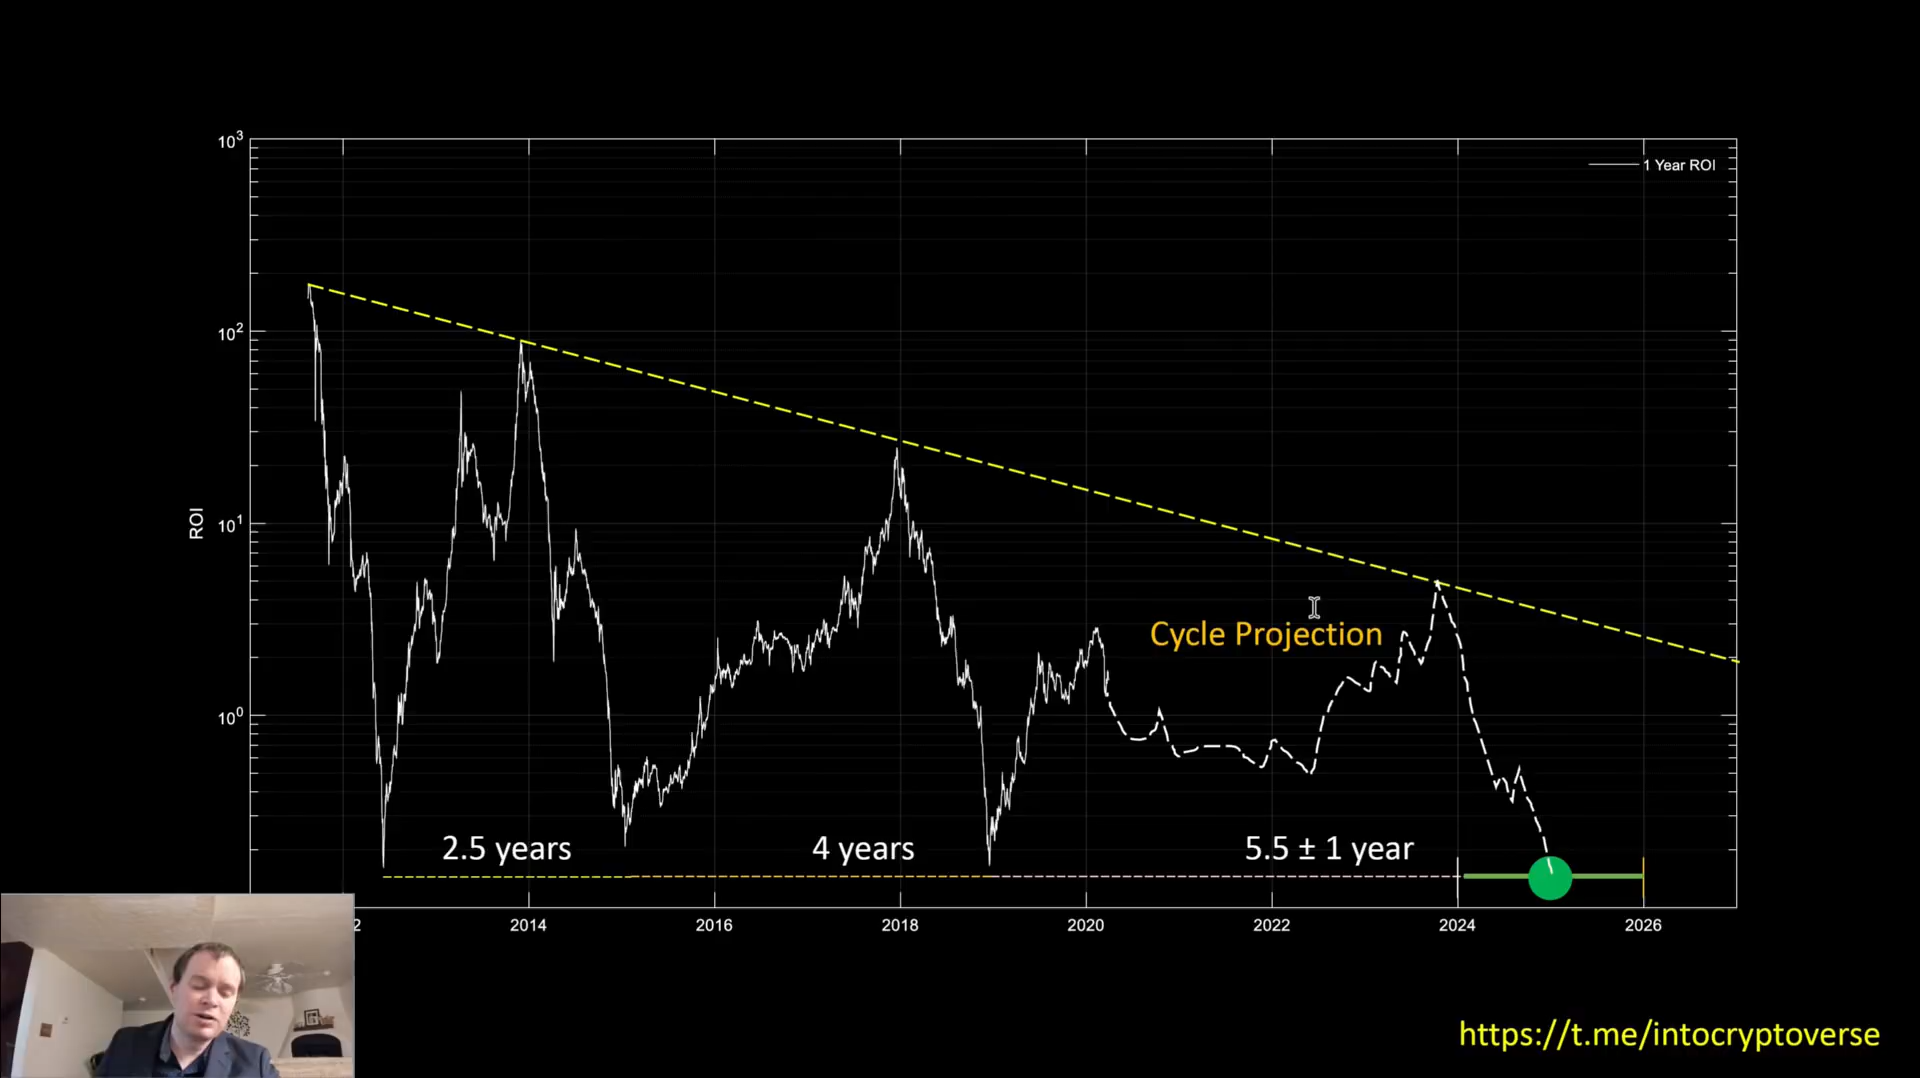 10³
1 Year ROI
10²
ROI
10¹
Cycle Projection
10⁰
2.5 years
4 years
5.5 ± 1 year
2
2014
2016
2018
2020
2022
2024
2026
https://t.me/intocryptoverse